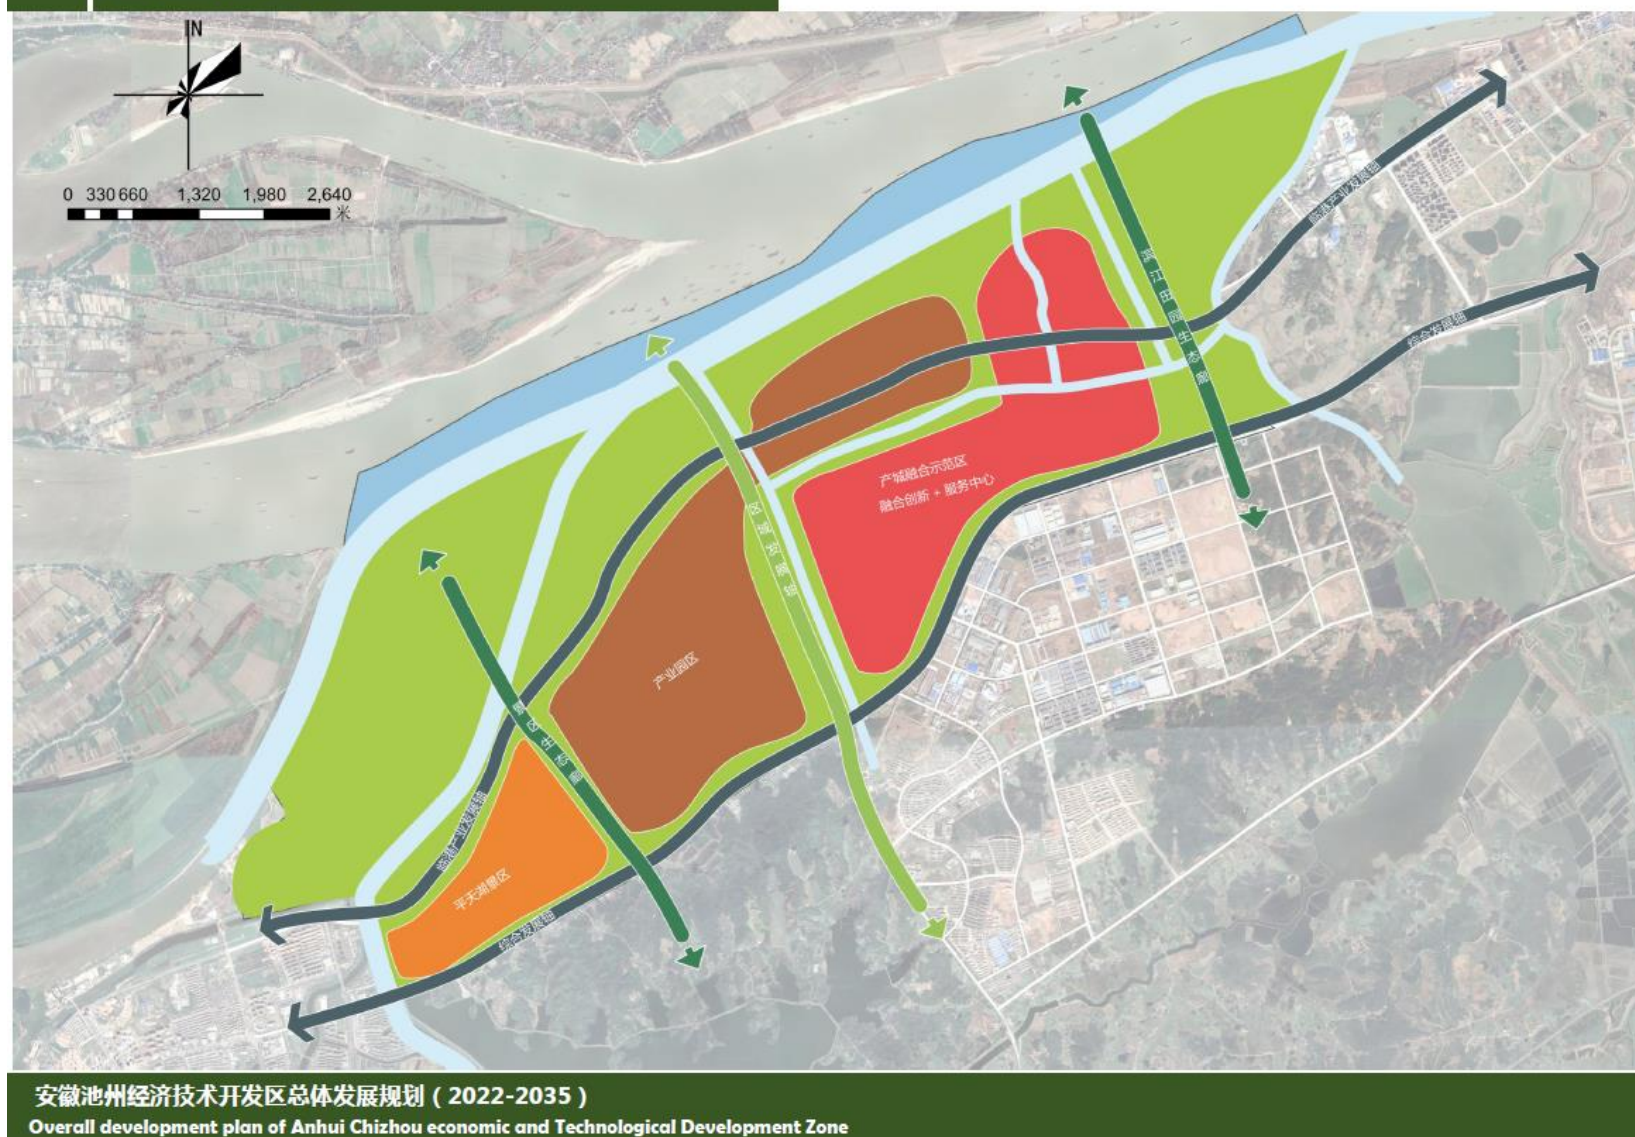 N
0 330 660 1,320 1,980 2,640
米
临港产业发展轴
综合发展轴
滨江田园生态廊
产城融合示范区
融合创新 + 服务中心
产业园区
景区生态廊
临港产业发展轴
平天湖景区
综合发展轴
安徽池州经济技术开发区总体发展规划（2022-2035）
Overall development plan of Anhui Chizhou economic and Technological Development Zone